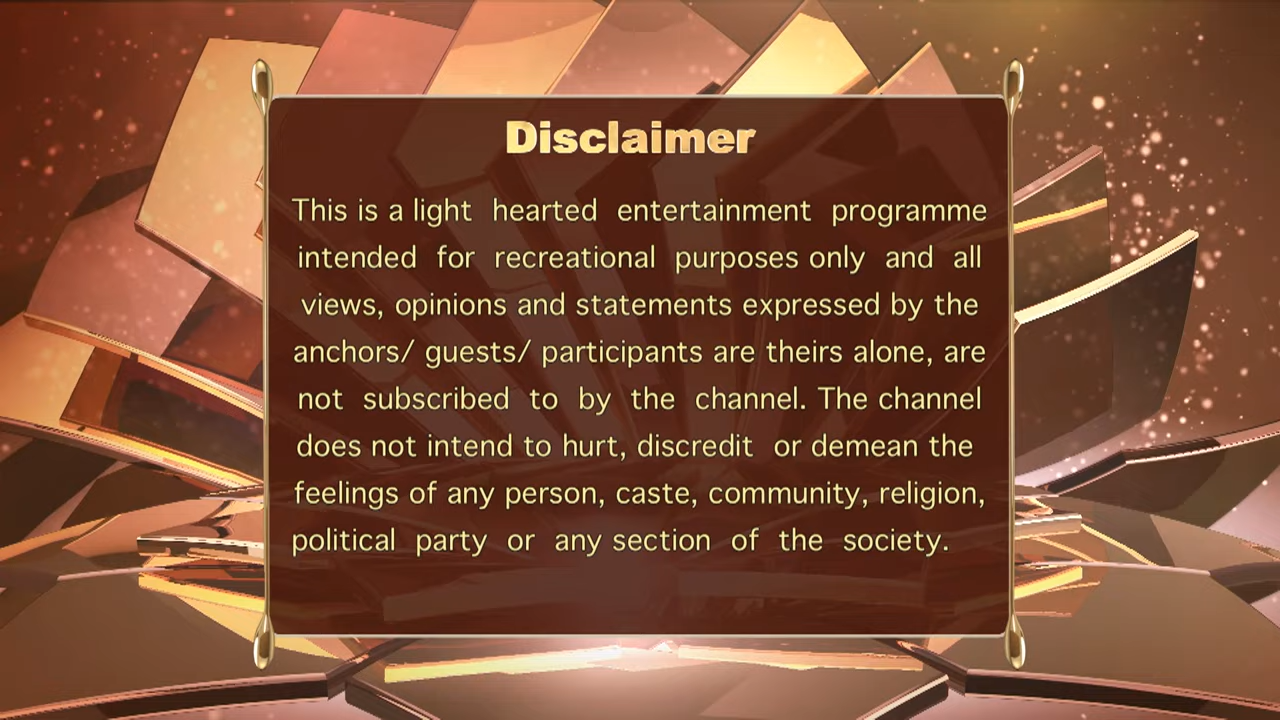 Disclaimer
This is a light hearted entertainment programme
intended for recreational purposes only and all
views, opinions and statements expressed by the
anchors/ guests/ participants are theirs alone, are
not subscribed to by the channel. The channel
does not intend to hurt, discredit or demean the
feelings of any person, caste, community, religion,
political party or any section of the society.